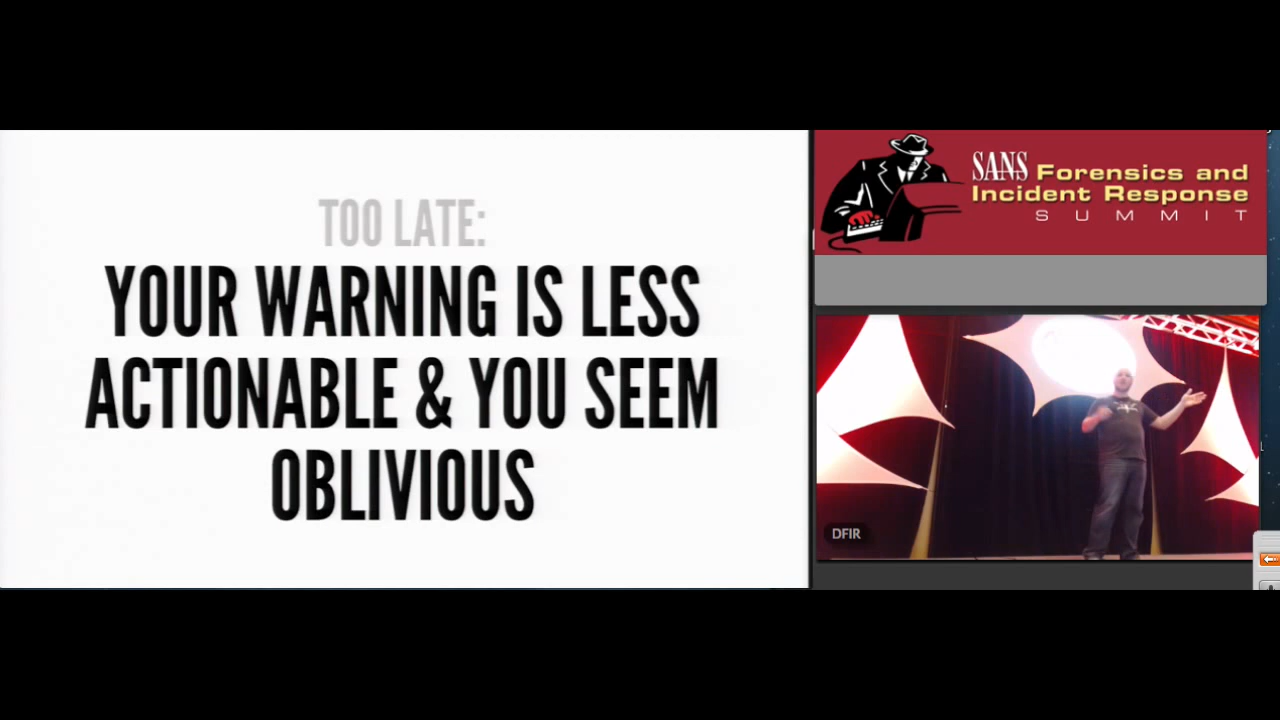 TOO LATE:
YOUR WARNING IS LESS
ACTIONABLE & YOU SEEM
OBLIVIOUS
SANS Forensics and
Incident Response
SUMMIT
DFIR